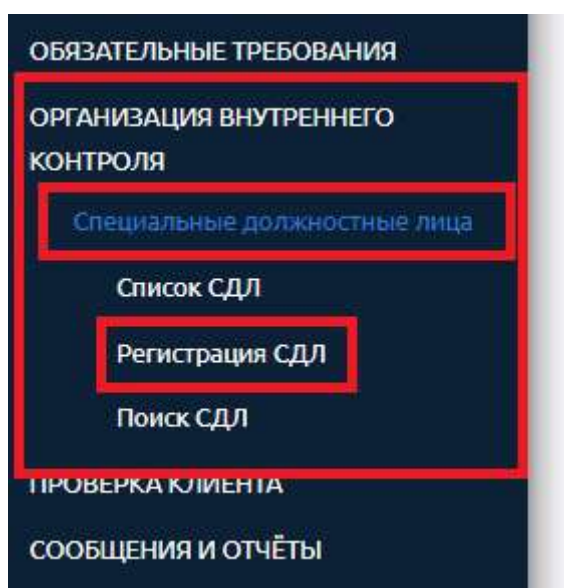 ОБЯЗАТЕЛЬНЫЕ ТРЕБОВАНИЯ
ОРГАНИЗАЦИЯ ВНУТРЕННЕГО
КОНТРОЛЯ
Специальные должностные лица
Список СДЛ
Регистрация СДЛ
Поиск СДЛ
ПРОВЕРКА КЛИЕНТА
СООБЩЕНИЯ И ОТЧЁТЫ